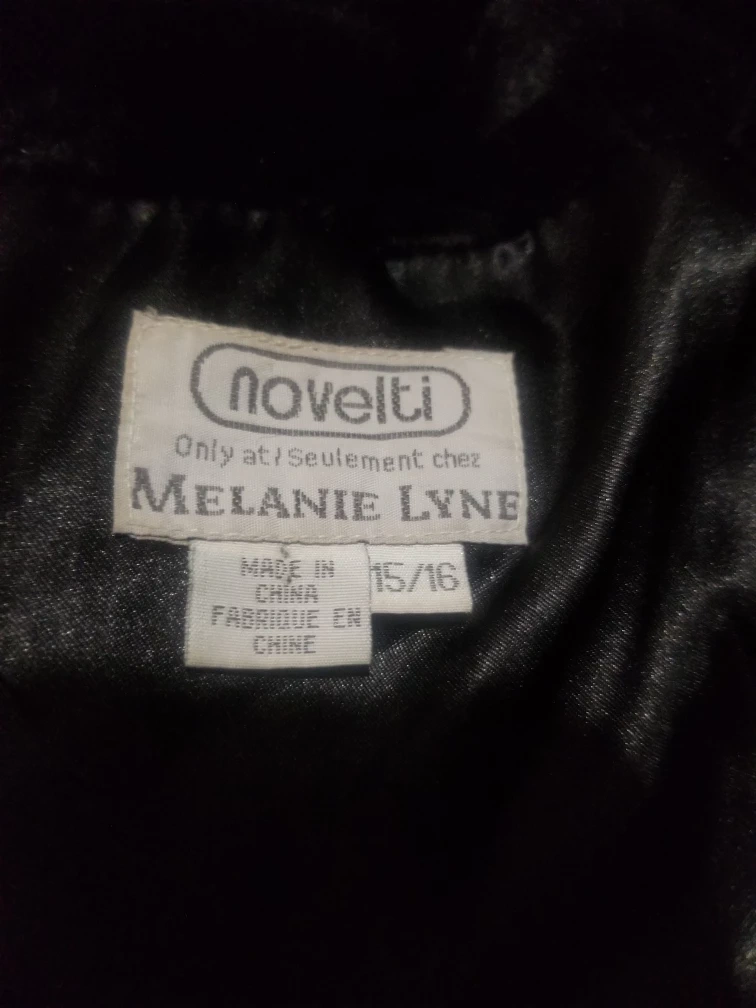 novelti
Only at / Seulement chez
MELANIE LYNE
MADE IN
CHINA
FABRIQUE EN
CHINE
15/16